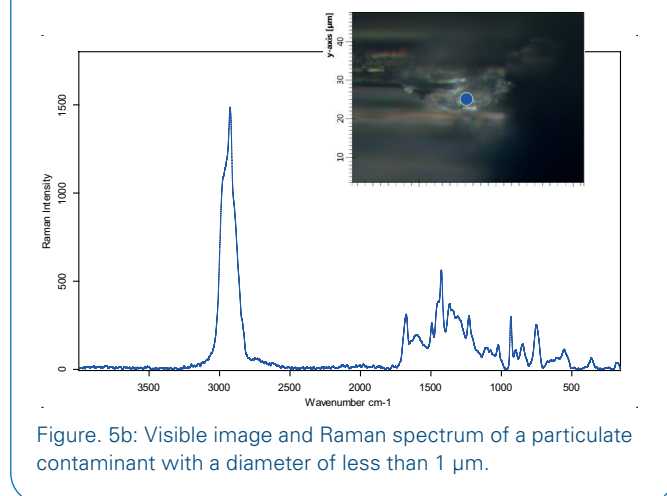 y-axis [µm]
40
30
20
10
1500
1000
500
0
Raman Intensity
3500 3000 2500 2000 1500 1000 500
Wavenumber cm-1
Figure. 5b: Visible image and Raman spectrum of a particulate
contaminant with a diameter of less than 1 µm.